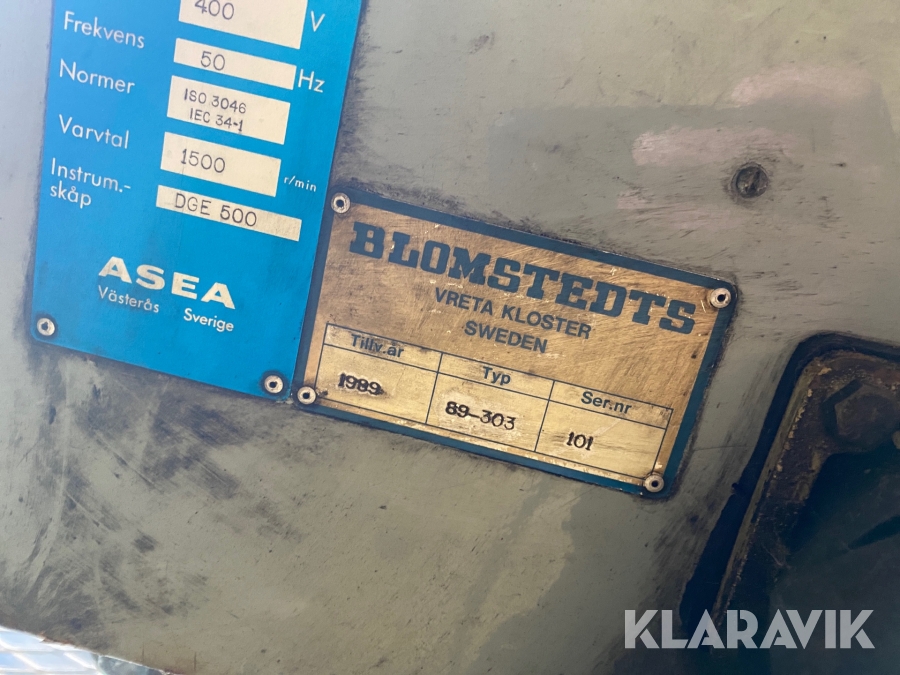 400 V
Frekvens 50 Hz
Normer ISO 3046
IEC 34-1
Varvtal 1500 r/min
Instrum.-
skåp DGE 500
ASEA
Västerås Sverige
BLOMSTEDTS
VRETA KLOSTER
SWEDEN
Tillv.år Typ Ser.nr
1989 89-303 101
KLARAVIK